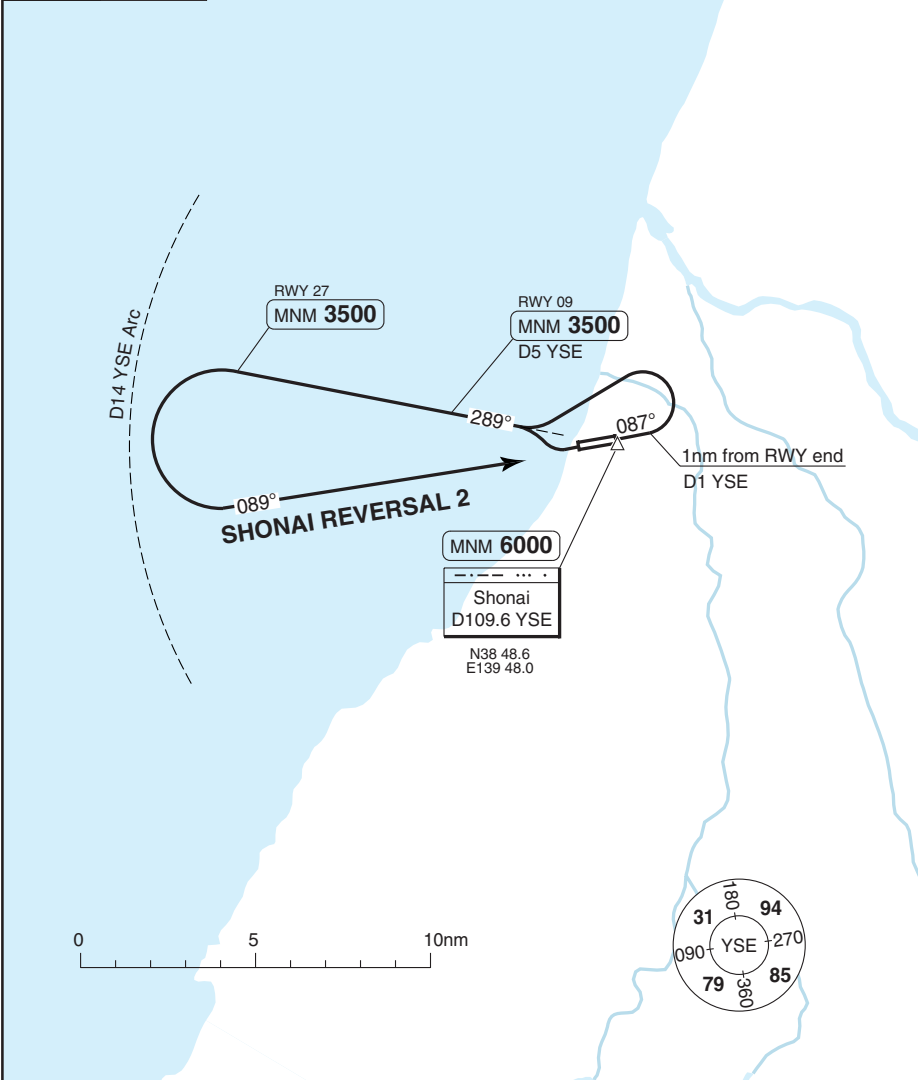 RWY 27
MNM 3500
RWY 09
MNM 3500
D5 YSE
D14 YSE Arc
289°
087°
1nm from RWY end
D1 YSE
089°
SHONAI REVERSAL 2
MNM 6000
Shonai
D109.6 YSE
N38 48.6
E139 48.0
0 5 10nm
180
31 94
090 YSE 270
79 85
360